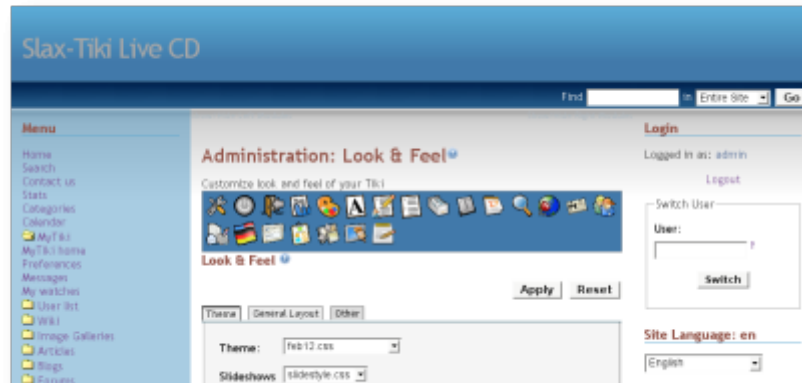 Slax-Tiki Live CD
Find in Entire Site Go
Menu
Home
Search
Contact us
Stats
Categories
Calendar
MyTiki
MyTiki home
Preferences
Messages
My watches
User list
Wiki
Image Galleries
Articles
Blogs
Forums
Administration: Look & Feel
Customize look and feel of your Tiki
Look & Feel
Apply Reset
Theme General Layout Other
Theme: feb12.css
Slideshows slidestyle.css
Login
Logged in as: admin
Logout
Switch User
User:
?
Switch
Site Language: en
English